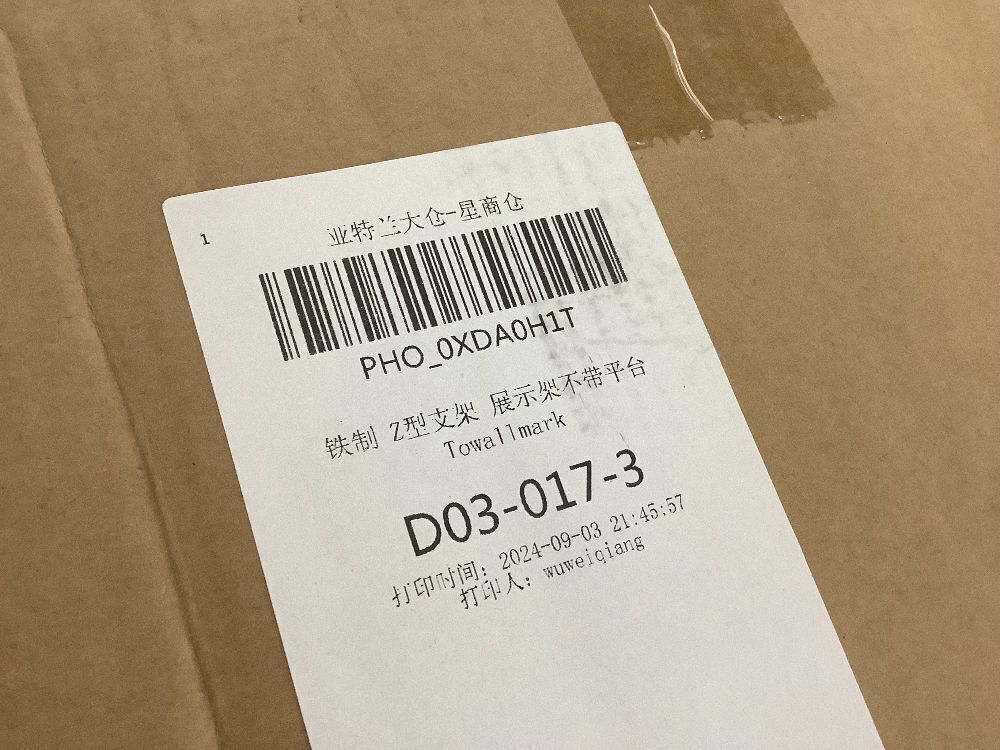 1
亚特兰大仓-星商仓
PHO_0XDA0H1T
铁制 Z型支架 展示架不带平台
Towallmark
D03-017-3
打印时间: 2024-09-03 21:45:57
打印人: wuweiqiang